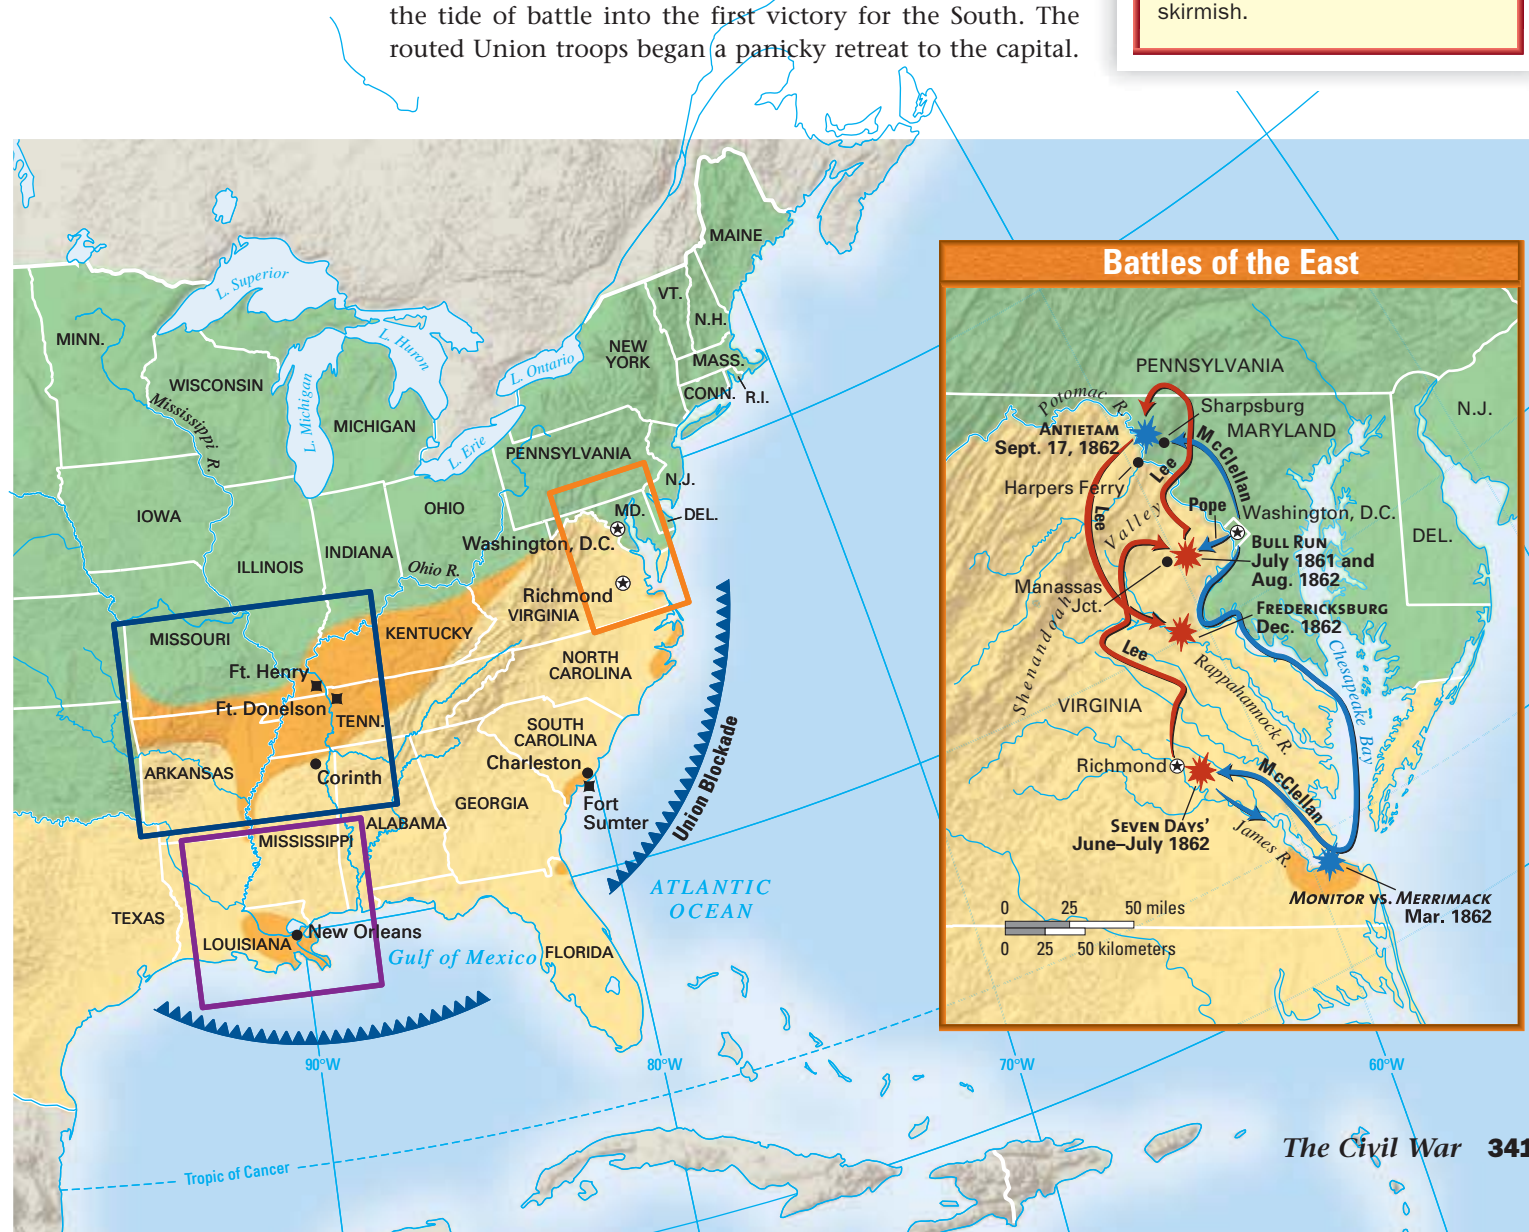 the tide of battle into the first victory for the South. The
routed Union troops began a panicky retreat to the capital.
skirmish.
MAINE
L. Superior
VT.
N.H.
MINN.
L. Huron
NEW
YORK
MASS.
L. Ontario
WISCONSIN
CONN.
R.I.
L. Michigan
Mississippi R.
MICHIGAN
L. Erie
PENNSYLVANIA
N.J.
IOWA
OHIO
MD.
DEL.
Washington, D.C.
INDIANA
ILLINOIS
Ohio R.
Richmond
VIRGINIA
MISSOURI
KENTUCKY
Ft. Henry
NORTH
CAROLINA
Ft. Donelson
TENN.
SOUTH
CAROLINA
Charleston
ARKANSAS
Corinth
GEORGIA
Fort
Sumter
Union Blockade
ALABAMA
MISSISSIPPI
ATLANTIC
OCEAN
TEXAS
New Orleans
LOUISIANA
Gulf of Mexico
FLORIDA
90°W
80°W
70°W
60°W
Tropic of Cancer
Battles of the East
PENNSYLVANIA
Potomac R.
Sharpsburg
N.J.
ANTIETAM
Sept. 17, 1862
MARYLAND
McClellan
Lee
Harpers Ferry
Lee
Valley
Pope
Washington, D.C.
BULL RUN
July 1861 and
Aug. 1862
DEL.
Manassas
Jct.
FREDERICKSBURG
Dec. 1862
Shenandoah
Lee
Rappahannock R.
Chesapeake Bay
VIRGINIA
Richmond
McClellan
SEVEN DAYS'
June–July 1862
James R.
MONITOR VS. MERRIMACK
Mar. 1862
0 25 50 miles
0 25 50 kilometers
The Civil War 341